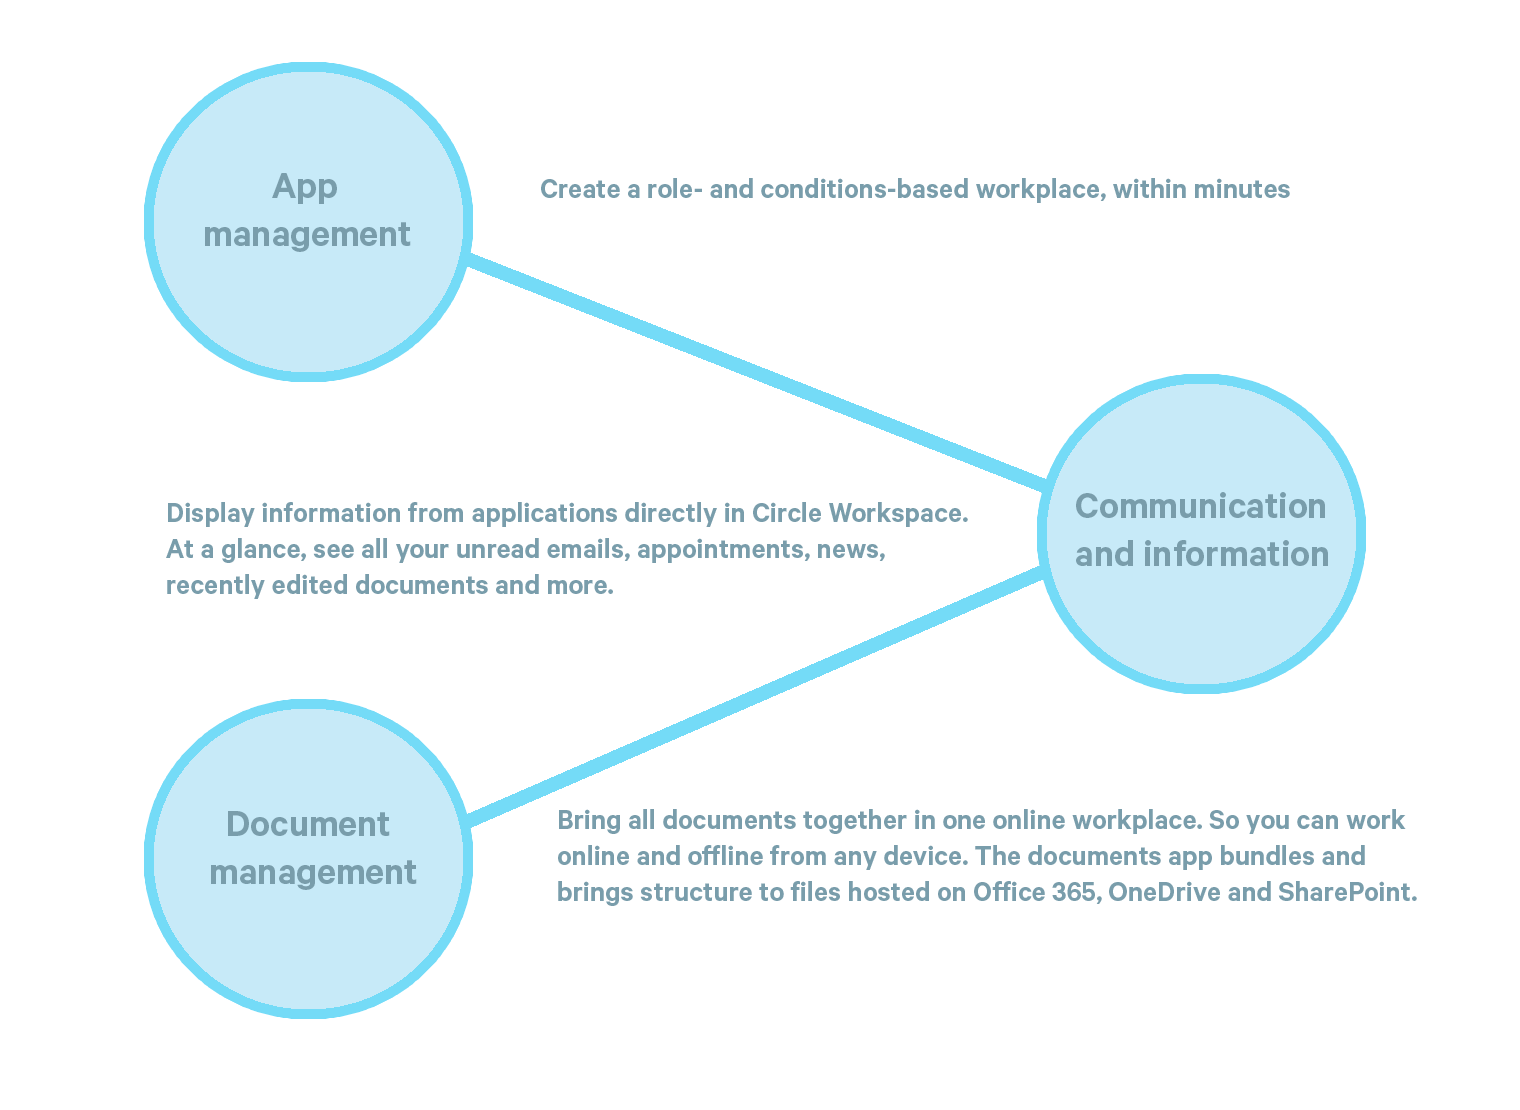 App
management
Create a role- and conditions-based workplace, within minutes
Communication
and information
Display information from applications directly in Circle Workspace.
At a glance, see all your unread emails, appointments, news,
recently edited documents and more.
Document
management
Bring all documents together in one online workplace. So you can work
online and offline from any device. The documents app bundles and
brings structure to files hosted on Office 365, OneDrive and SharePoint.